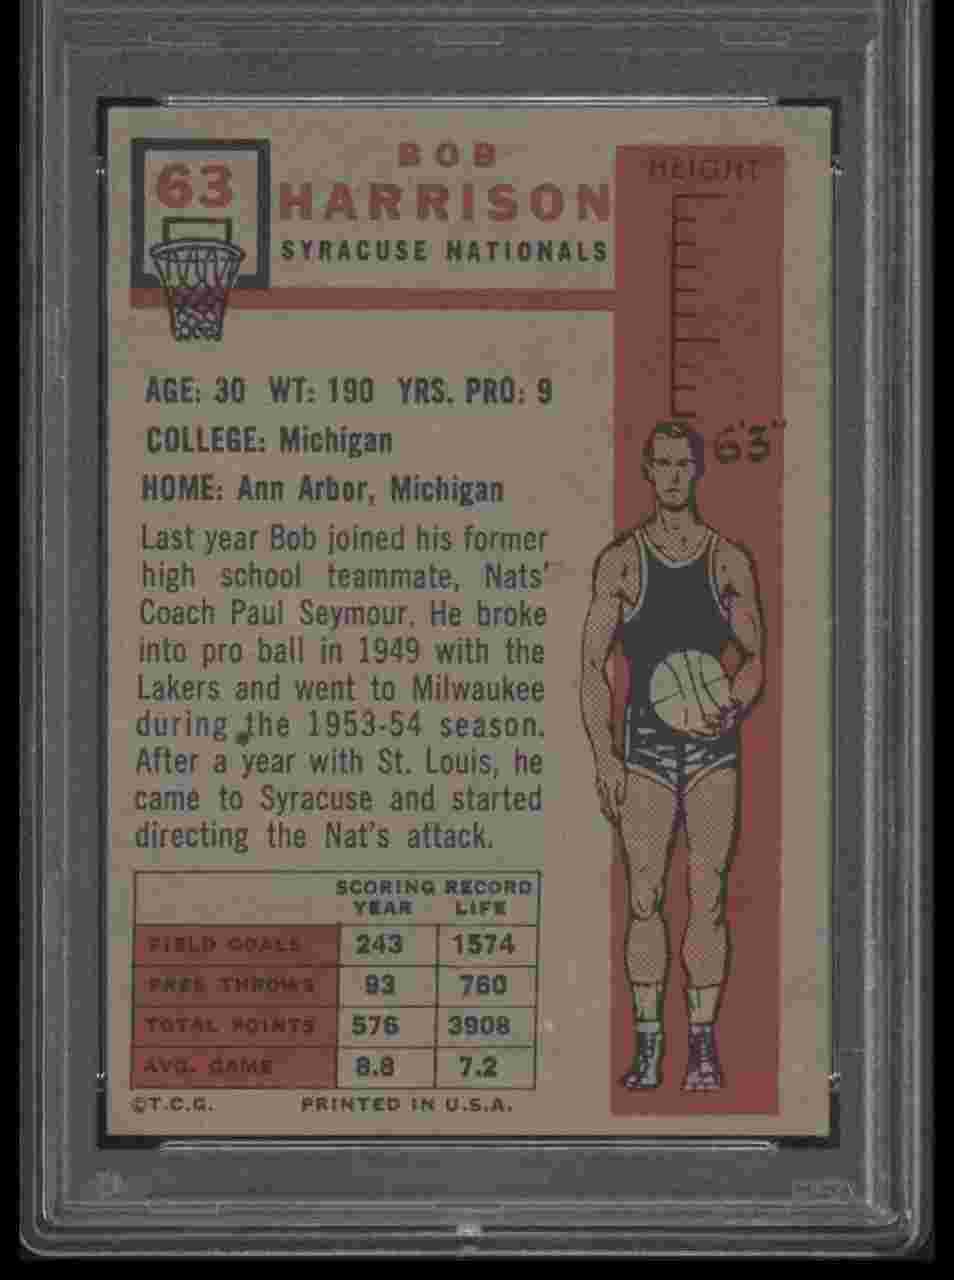 63
BOB
HARRISON
SYRACUSE NATIONALS
HEIGHT
6'3"
AGE: 30 WT: 190 YRS. PRO: 9
COLLEGE: Michigan
HOME: Ann Arbor, Michigan
Last year Bob joined his former
high school teammate, Nats'
Coach Paul Seymour. He broke
into pro ball in 1949 with the
Lakers and went to Milwaukee
during the 1953-54 season.
After a year with St. Louis, he
came to Syracuse and started
directing the Nat's attack.
SCORING RECORD
YEAR LIFE
FIELD GOALS 243 1574
FREE THROWS 93 760
TOTAL POINTS 576 3908
AVG. GAME 8.8 7.2
©T.C.G. PRINTED IN U.S.A.